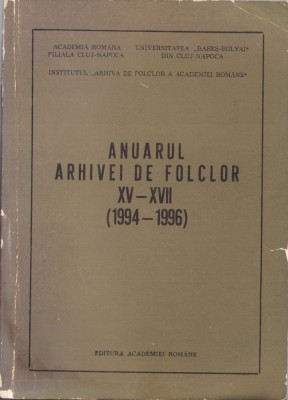 ACADEMIA ROMÂNĂ UNIVERSITATEA „BABEŞ-BOLYAI"
FILIALA CLUJ-NAPOCA DIN CLUJ-NAPOCA
INSTITUTUL „ARHIVA DE FOLCLOR A ACADEMIEI ROMÂNE"
ANUARUL
ARHIVEI DE FOLCLOR
XV—XVII
(1994—1996)
EDITURA ACADEMIEI ROMÂNE